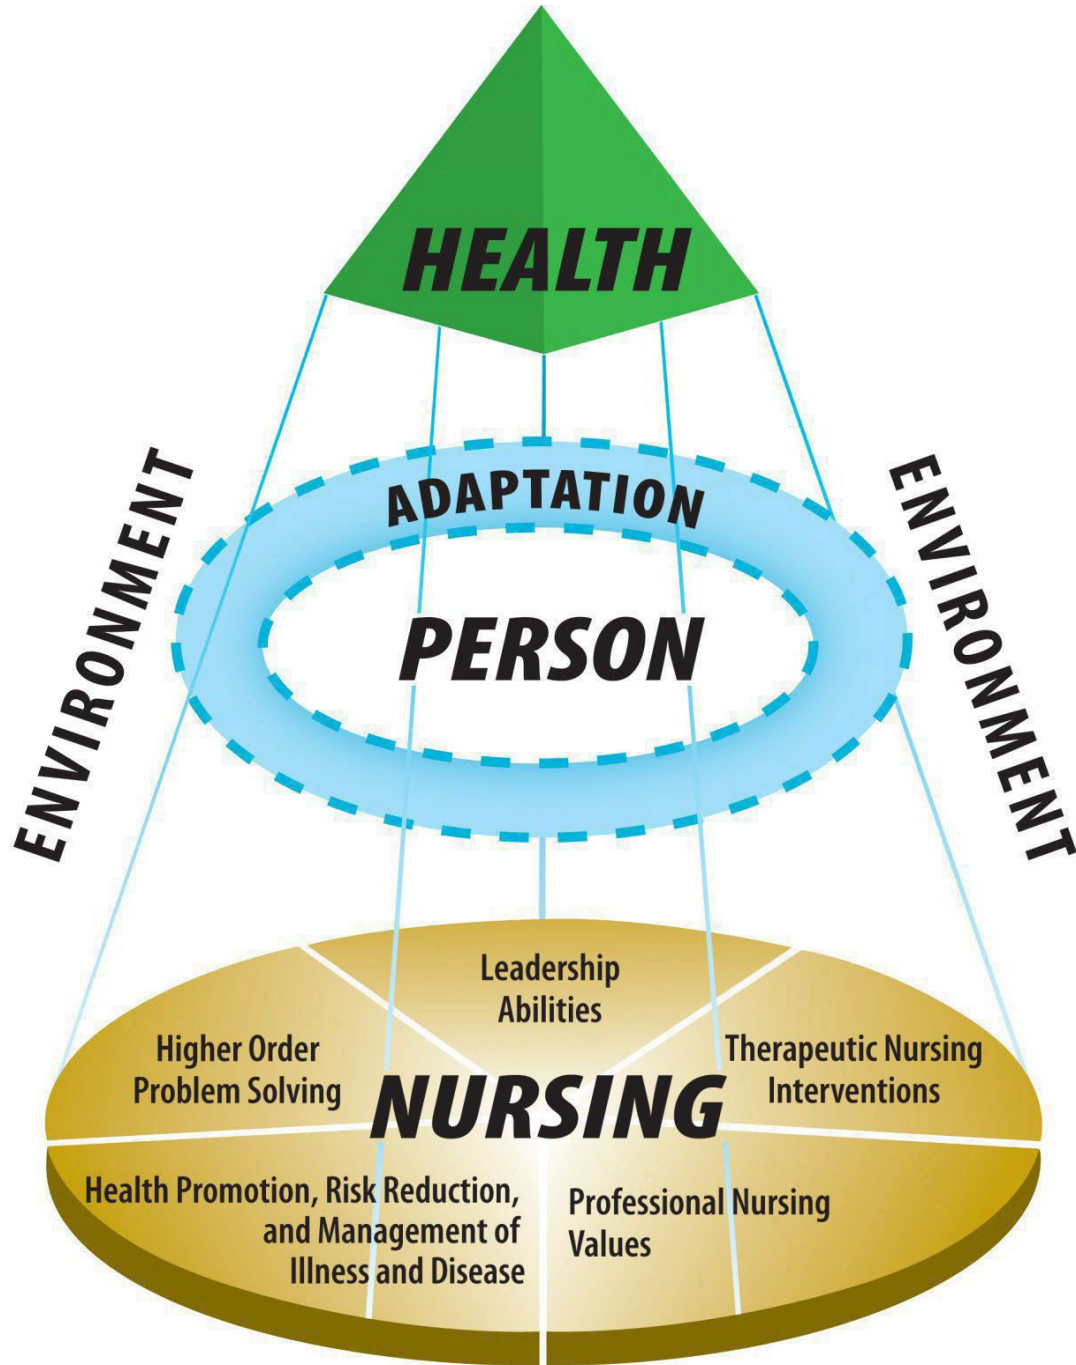 HEALTH
ADAPTATION
ENVIRONMENT
PERSON
ENVIRONMENT
Leadership
Abilities
Higher Order
Problem Solving
Therapeutic Nursing
Interventions
NURSING
Health Promotion, Risk Reduction,
and Management of
Illness and Disease
Professional Nursing
Values